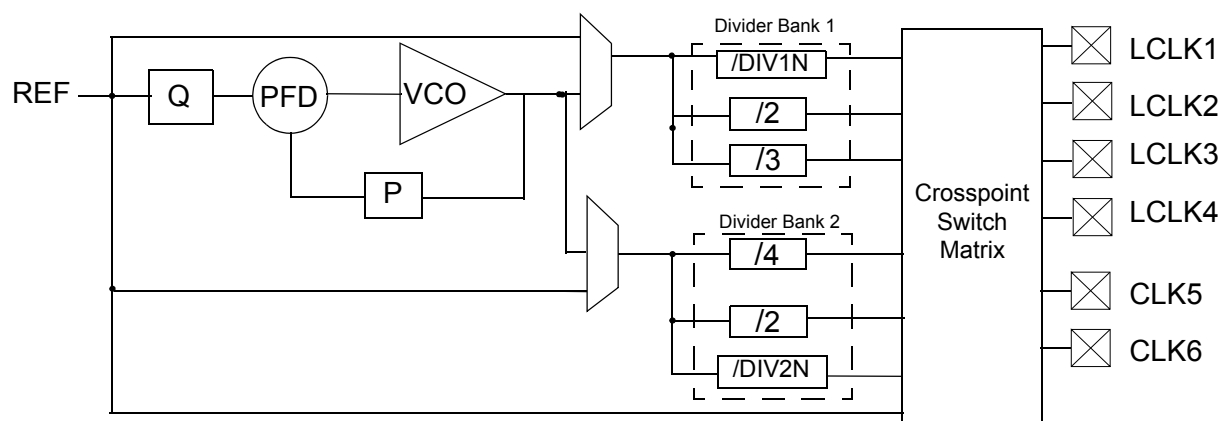 Divider Bank 1
/DIV1N
LCLK1
REF
Q
PFD
VCO
/2
LCLK2
/3
LCLK3
P
Crosspoint
Switch
Matrix
LCLK4
Divider Bank 2
/4
CLK5
/2
CLK6
/DIV2N